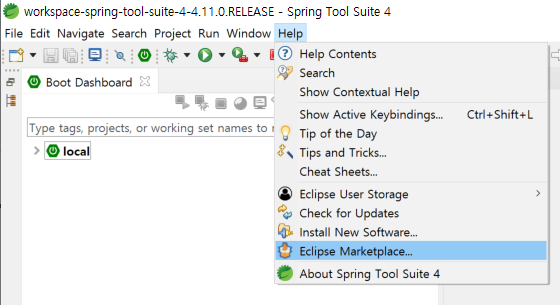 workspace-spring-tool-suite-4-4.11.0.RELEASE - Spring Tool Suite 4
File Edit Navigate Search Project Run Window Help
Boot Dashboard
Type tags, projects, or working set names to
local
Help Contents
Search
Show Contextual Help
Show Active Keybindings... Ctrl+Shift+L
Tip of the Day
Tips and Tricks...
Cheat Sheets...
Eclipse User Storage
Check for Updates
Install New Software...
Eclipse Marketplace...
About Spring Tool Suite 4